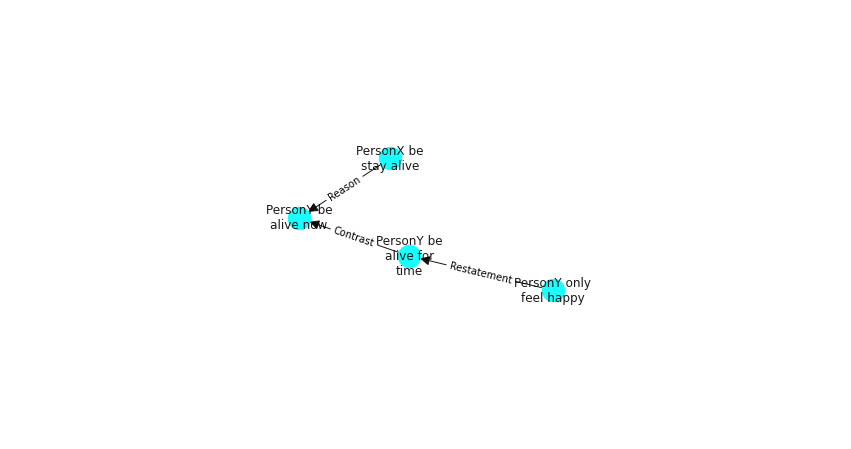 PersonX be
stay alive
Reason
PersonY be
alive now
Contrast
PersonY be
alive for
time
Restatement
PersonY only
feel happy